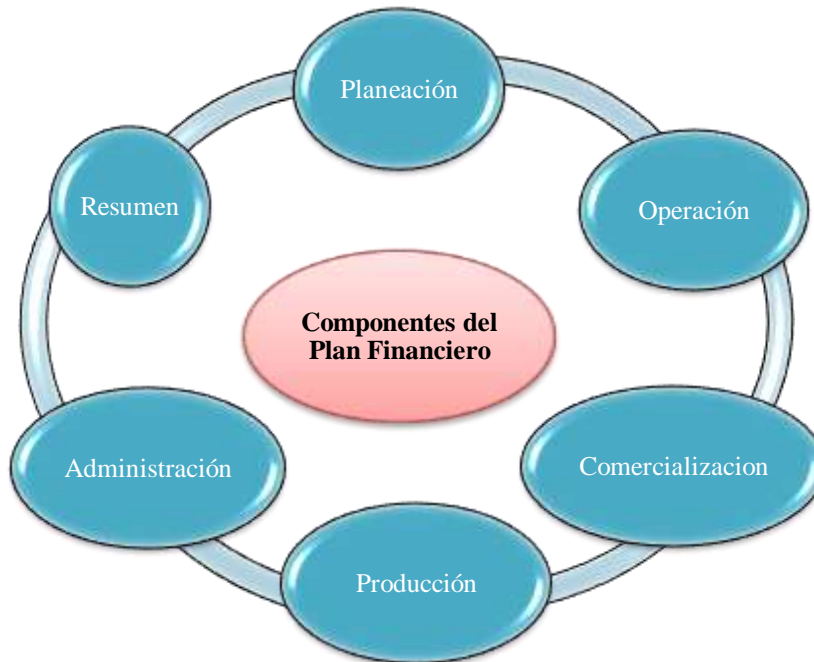 Planeación
Resumen
Operación
Componentes del
Plan Financiero
Administración
Comercializacion
Producción